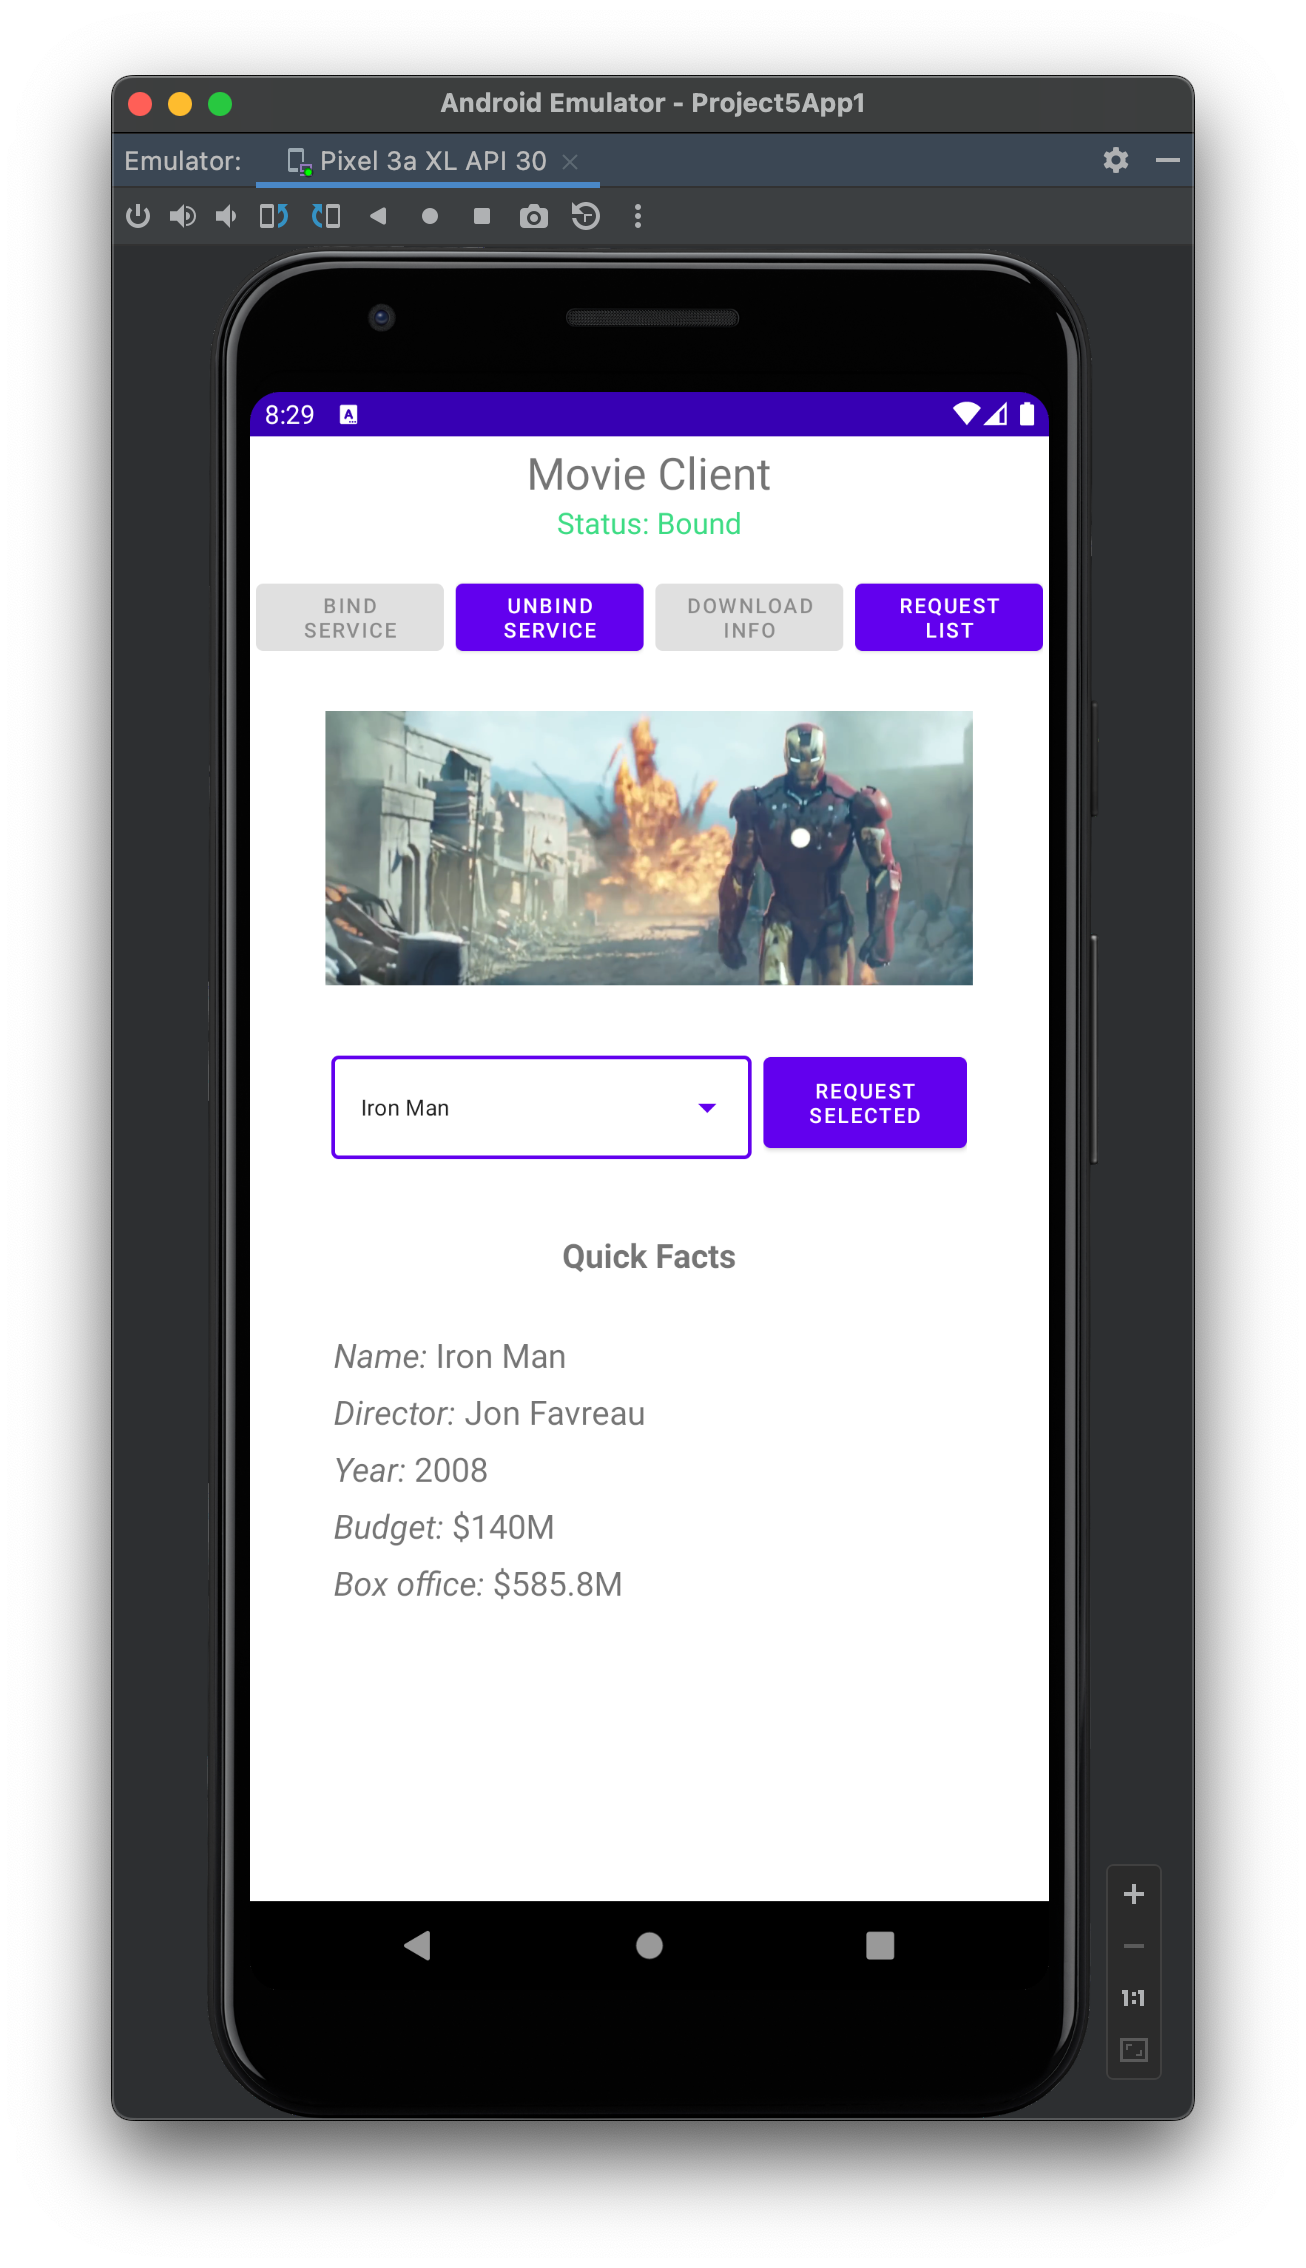 Android Emulator - Project5App1
Emulator: Pixel 3a XL API 30
8:29 A
Movie Client
Status: Bound
BIND
SERVICE
UNBIND
SERVICE
DOWNLOAD
INFO
REQUEST
LIST
Iron Man
REQUEST
SELECTED
Quick Facts
Name: Iron Man
Director: Jon Favreau
Year: 2008
Budget: $140M
Box office: $585.8M
1:1